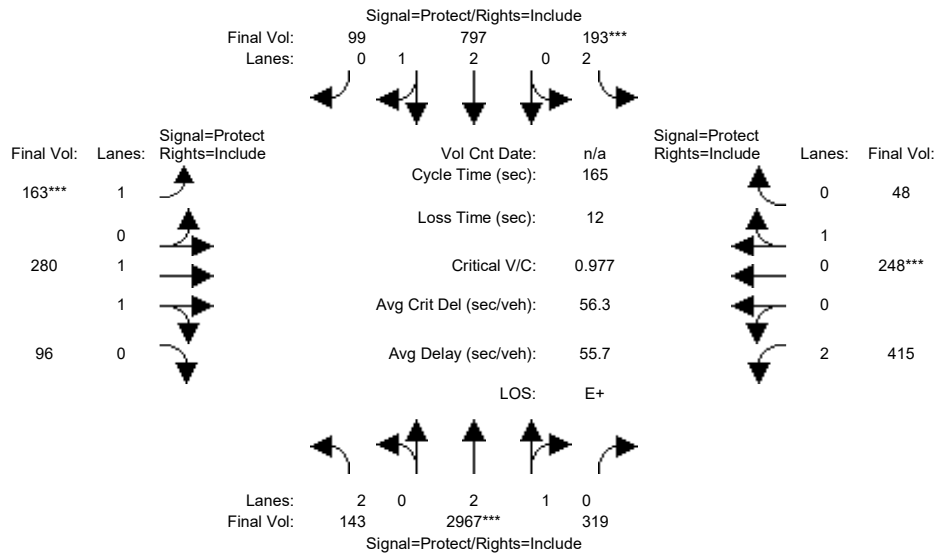 Signal=Protect/Rights=Include
Final Vol: 99 797 193***
Lanes: 0 1 2 0 2
Signal=Protect Signal=Protect
Final Vol: Lanes: Rights=Include Vol Cnt Date: n/a Rights=Include Lanes: Final Vol:
Cycle Time (sec): 165
163*** 1 0 48
Loss Time (sec): 12
0 1
280 1 Critical V/C: 0.977 0 248***
1 Avg Crit Del (sec/veh): 56.3 0
96 0 Avg Delay (sec/veh): 55.7 2 415
LOS: E+
Lanes: 2 0 2 1 0
Final Vol: 143 2967*** 319
Signal=Protect/Rights=Include